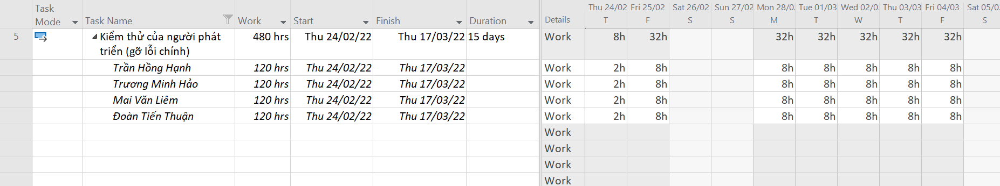 Task Mode Task Name Work Start Finish Duration Details Thu 24/02 Fri 25/02 Sat 26/02 Sun 27/02 Mon 28/0 Tue 01/03 Wed 02/0 Thu 03/03 Fri 04/03 Sat 05/0
T F S S M T W T F S
5 Kiểm thử của người phát 480 hrs Thu 24/02/22 Thu 17/03/22 15 days Work 8h 32h 32h 32h 32h 32h 32h
triển (gỡ lỗi chính)
Trần Hồng Hạnh 120 hrs Thu 24/02/22 Thu 17/03/22 Work 2h 8h 8h 8h 8h 8h 8h
Trương Minh Hảo 120 hrs Thu 24/02/22 Thu 17/03/22 Work 2h 8h 8h 8h 8h 8h 8h
Mai Văn Liêm 120 hrs Thu 24/02/22 Thu 17/03/22 Work 2h 8h 8h 8h 8h 8h 8h
Đoàn Tiến Thuận 120 hrs Thu 24/02/22 Thu 17/03/22 Work 2h 8h 8h 8h 8h 8h 8h
Work
Work
Work
Work